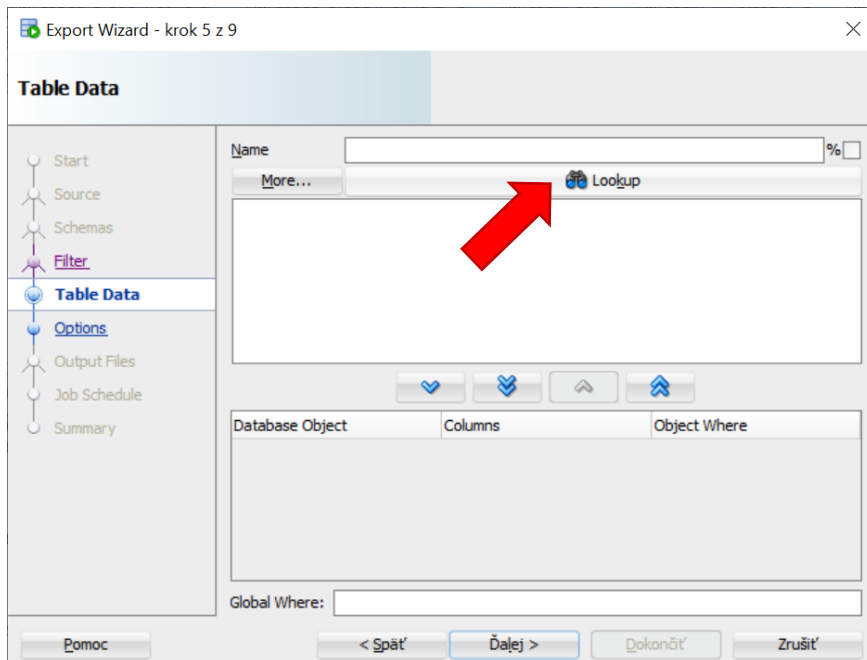 Export Wizard - krok 5 z 9
Table Data
Start
Source
Schemas
Filter
Table Data
Options
Output Files
Job Schedule
Summary
Name
%
More...
Lookup
Database Object Columns Object Where
Global Where:
Pomoc < Späť Ďalej > Dokončiť Zrušiť